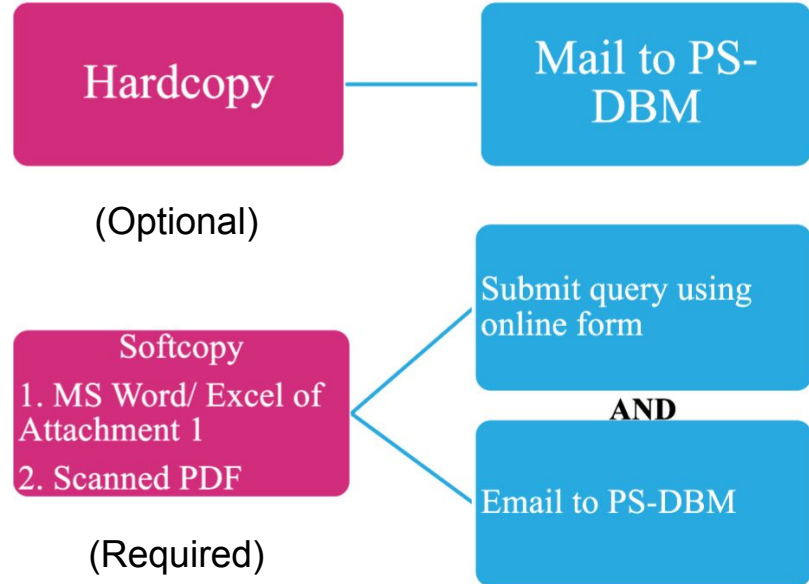 Hardcopy
Mail to PS-
DBM
(Optional)
Softcopy
1. MS Word/ Excel of
Attachment 1
2. Scanned PDF
(Required)
Submit query using
online form
AND
Email to PS-DBM